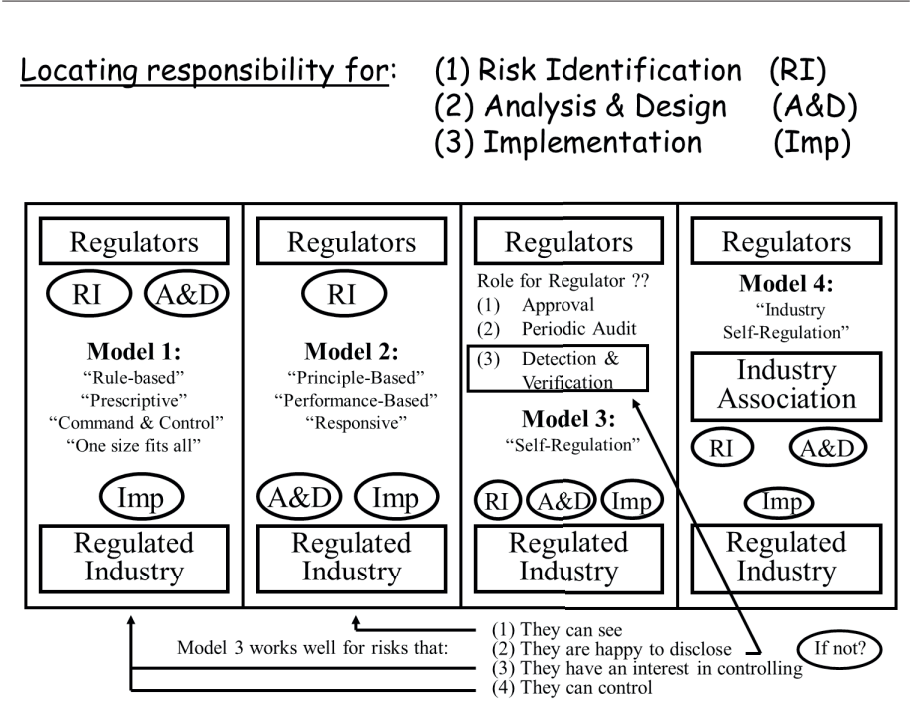 Locating responsibility for: (1) Risk Identification (RI)
(2) Analysis & Design (A&D)
(3) Implementation (Imp)
Regulators
RI A&D
Model 1:
“Rule-based”
“Prescriptive”
“Command & Control”
“One size fits all”
Imp
Regulated
Industry
Regulators
RI
Model 2:
“Principle-Based”
“Performance-Based”
“Responsive”
A&D Imp
Regulated
Industry
Regulators
Role for Regulator ??
(1) Approval
(2) Periodic Audit
(3) Detection &
Verification
Model 3:
“Self-Regulation”
RI A&D Imp
Regulated
Industry
Regulators
Model 4:
“Industry
Self-Regulation”
Industry
Association
RI A&D
Imp
Regulated
Industry
Model 3 works well for risks that:
(1) They can see
(2) They are happy to disclose
(3) They have an interest in controlling
(4) They can control
If not?